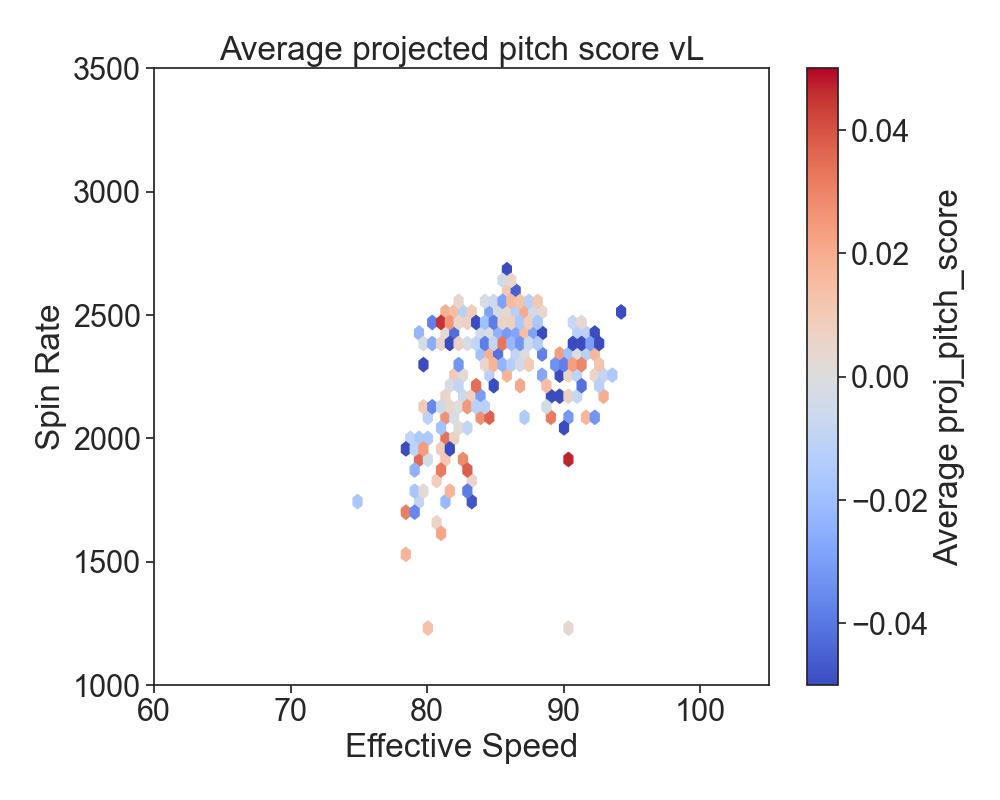 Average projected pitch score vL
3500
3000
2500
2000
1500
1000
Spin Rate
60 70 80 90 100
Effective Speed
0.04
0.02
0.00
−0.02
−0.04
Average proj_pitch_score